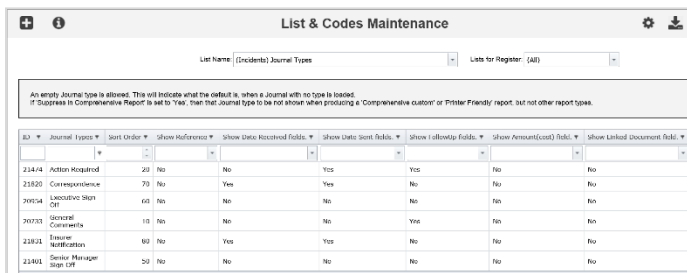 List & Codes Maintenance
List Name: (Incidents) Journal Types Lists for Register: (All)
An empty Journal type is allowed. This will indicate what the default is, when a Journal with no type is loaded.
If 'Suppress in Comprehensive Report' is set to 'Yes', then that Journal type to be not shown when producing a 'Comprehensive custom' or 'Printer Friendly' report, but not other report types.
ID Journal Types Sort Order Show Reference Show Date Received fields. Show Date Sent fields. Show FollowUp fields. Show Amount(cost) field. Show Linked Document field.
21474 Action Required 20 No No Yes Yes No No
21820 Correspondence 70 No Yes Yes No No No
20954 Executive Sign Off 60 No No No No No No
20733 General Comments 10 No No No Yes No No
21831 Insurer Notification 80 No Yes Yes No No No
21401 Senior Manager Sign Off 50 No No No No No No